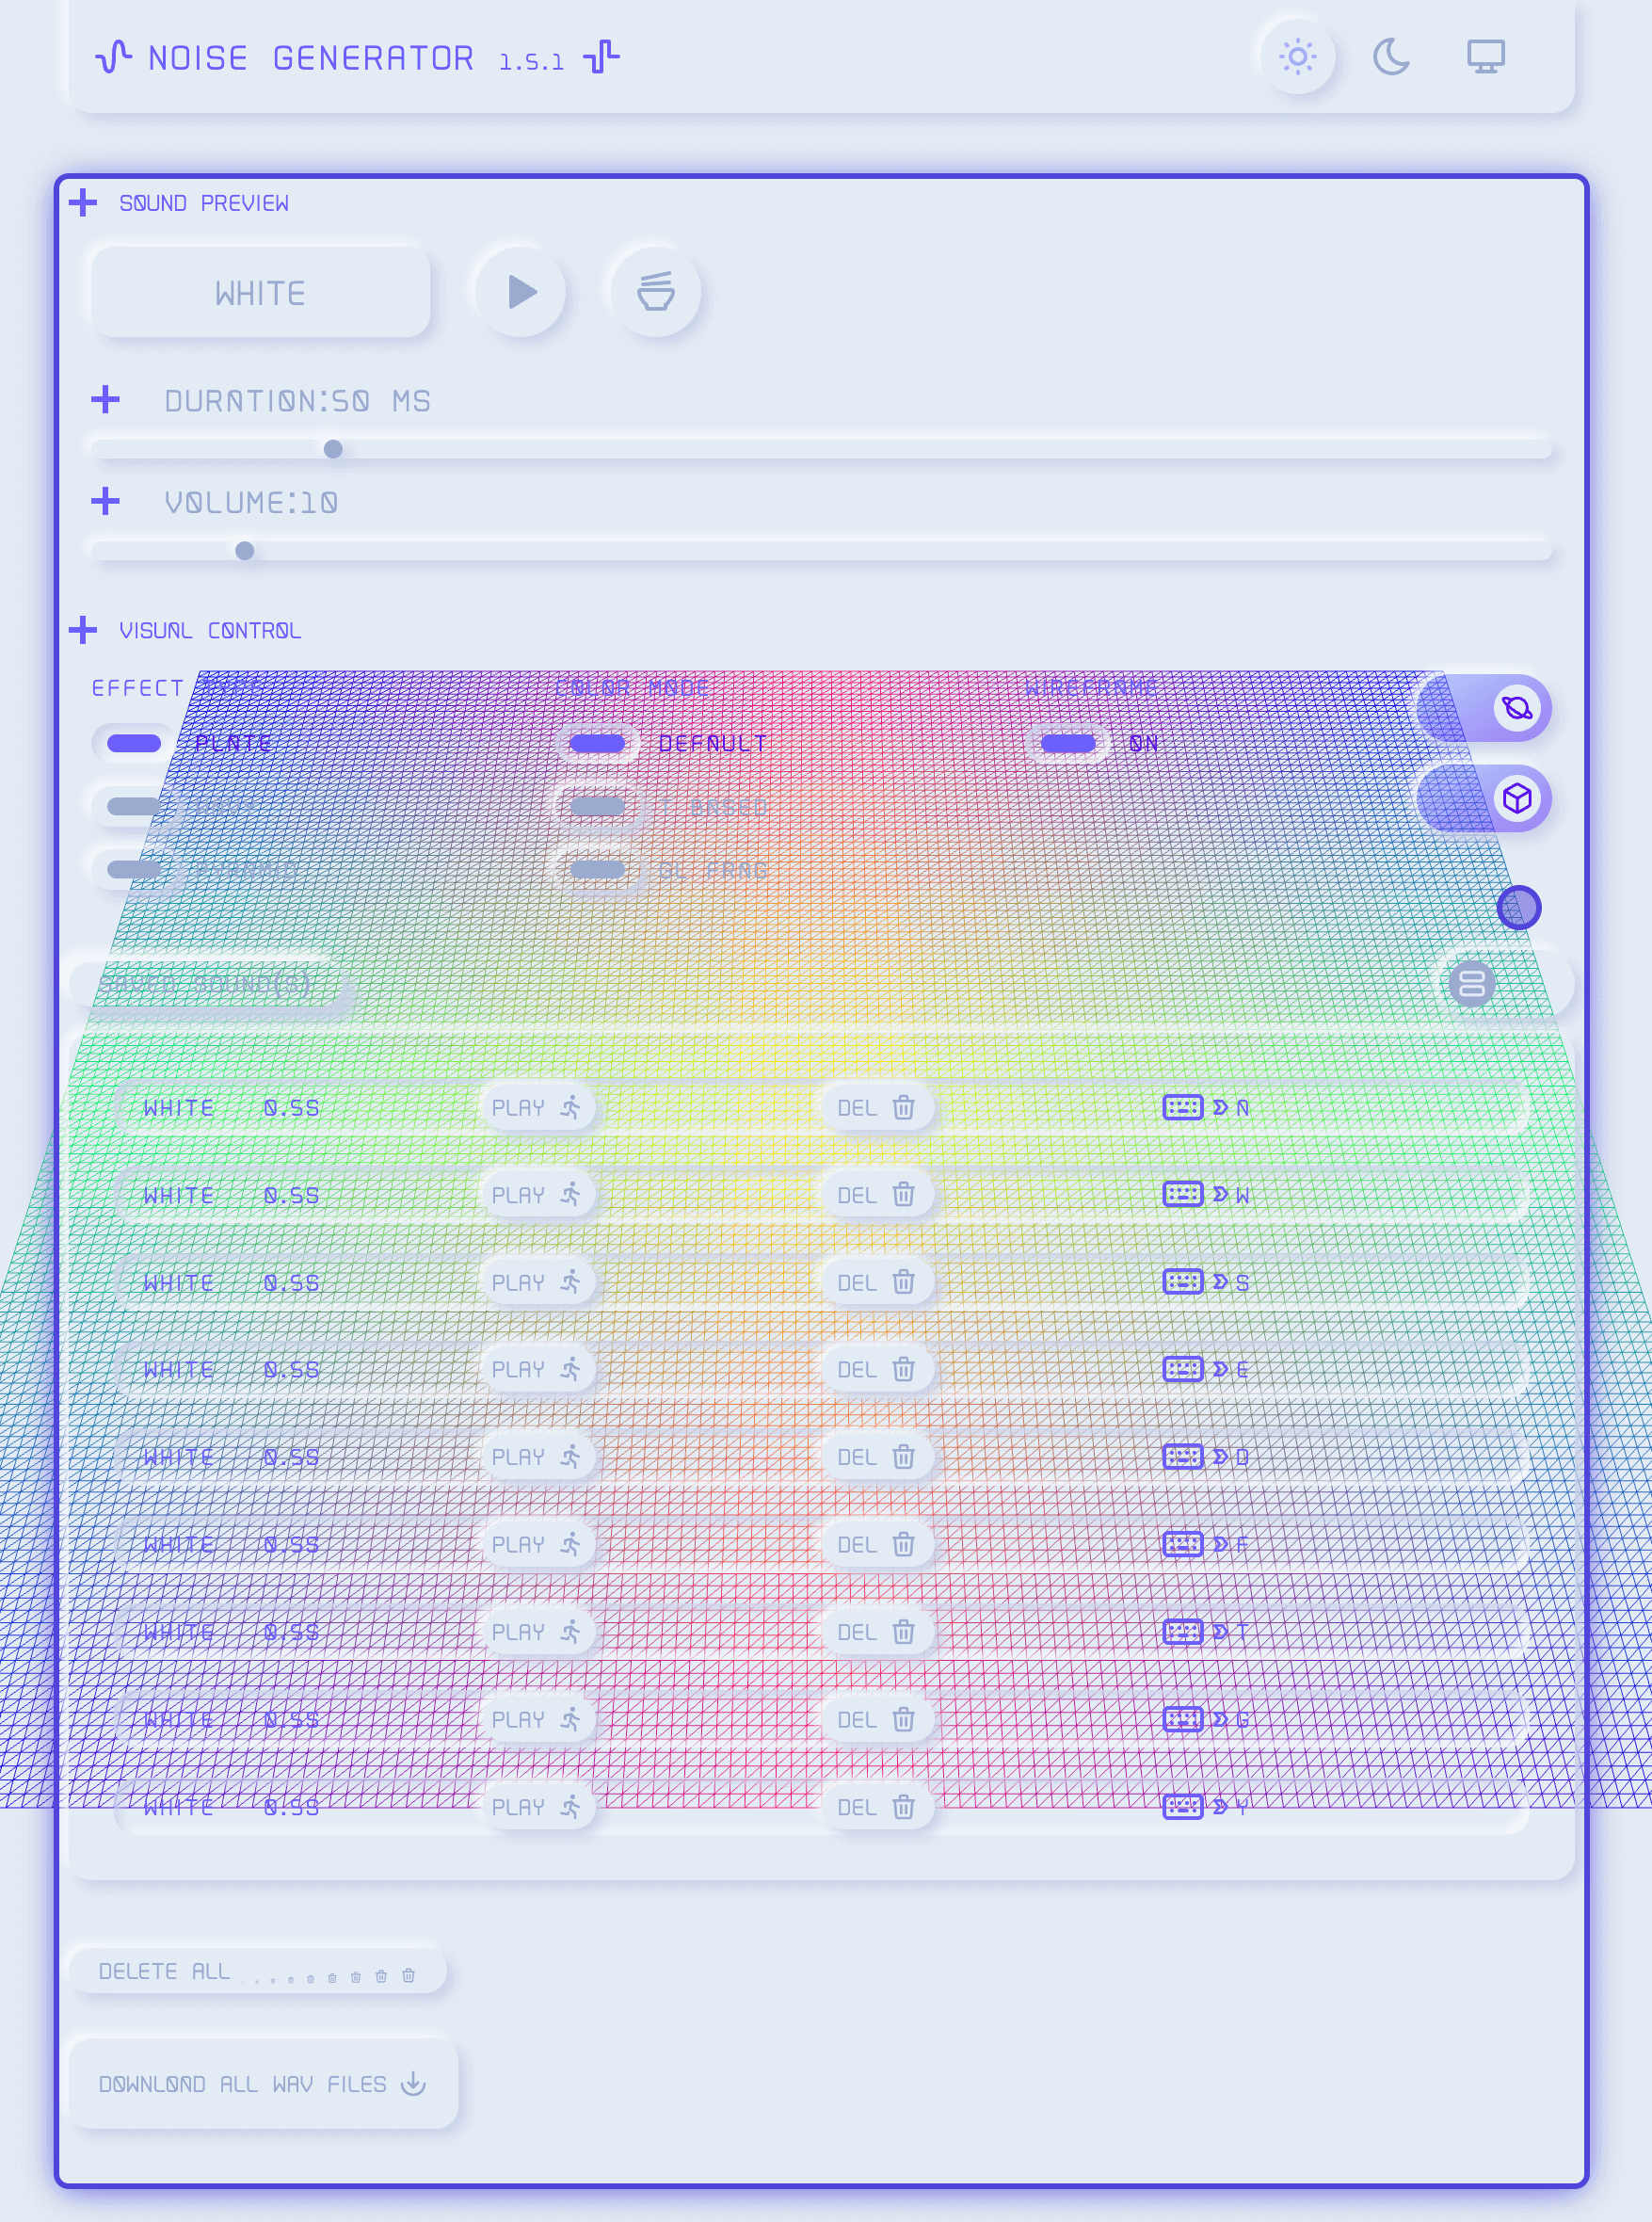 NOISE GENERATOR 1.5.1
SOUND PREVIEW
WHITE
DURATION:50 MS
VOLUME:10
VISUAL CONTROL
EFFECT TYPE COLOR MODE WIREFRAME
PLATE DEFAULT ON
T BASED
PYRAMID GL FRAG
SAVED SOUND(S)
WHITE 0.5S PLAY DEL A
WHITE 0.5S PLAY DEL W
WHITE 0.5S PLAY DEL S
WHITE 0.5S PLAY DEL E
WHITE 0.5S PLAY DEL D
WHITE 0.5S PLAY DEL F
WHITE 0.5S PLAY DEL T
WHITE 0.5S PLAY DEL G
WHITE 0.5S PLAY DEL Y
DELETE ALL
DOWNLOAD ALL WAV FILES